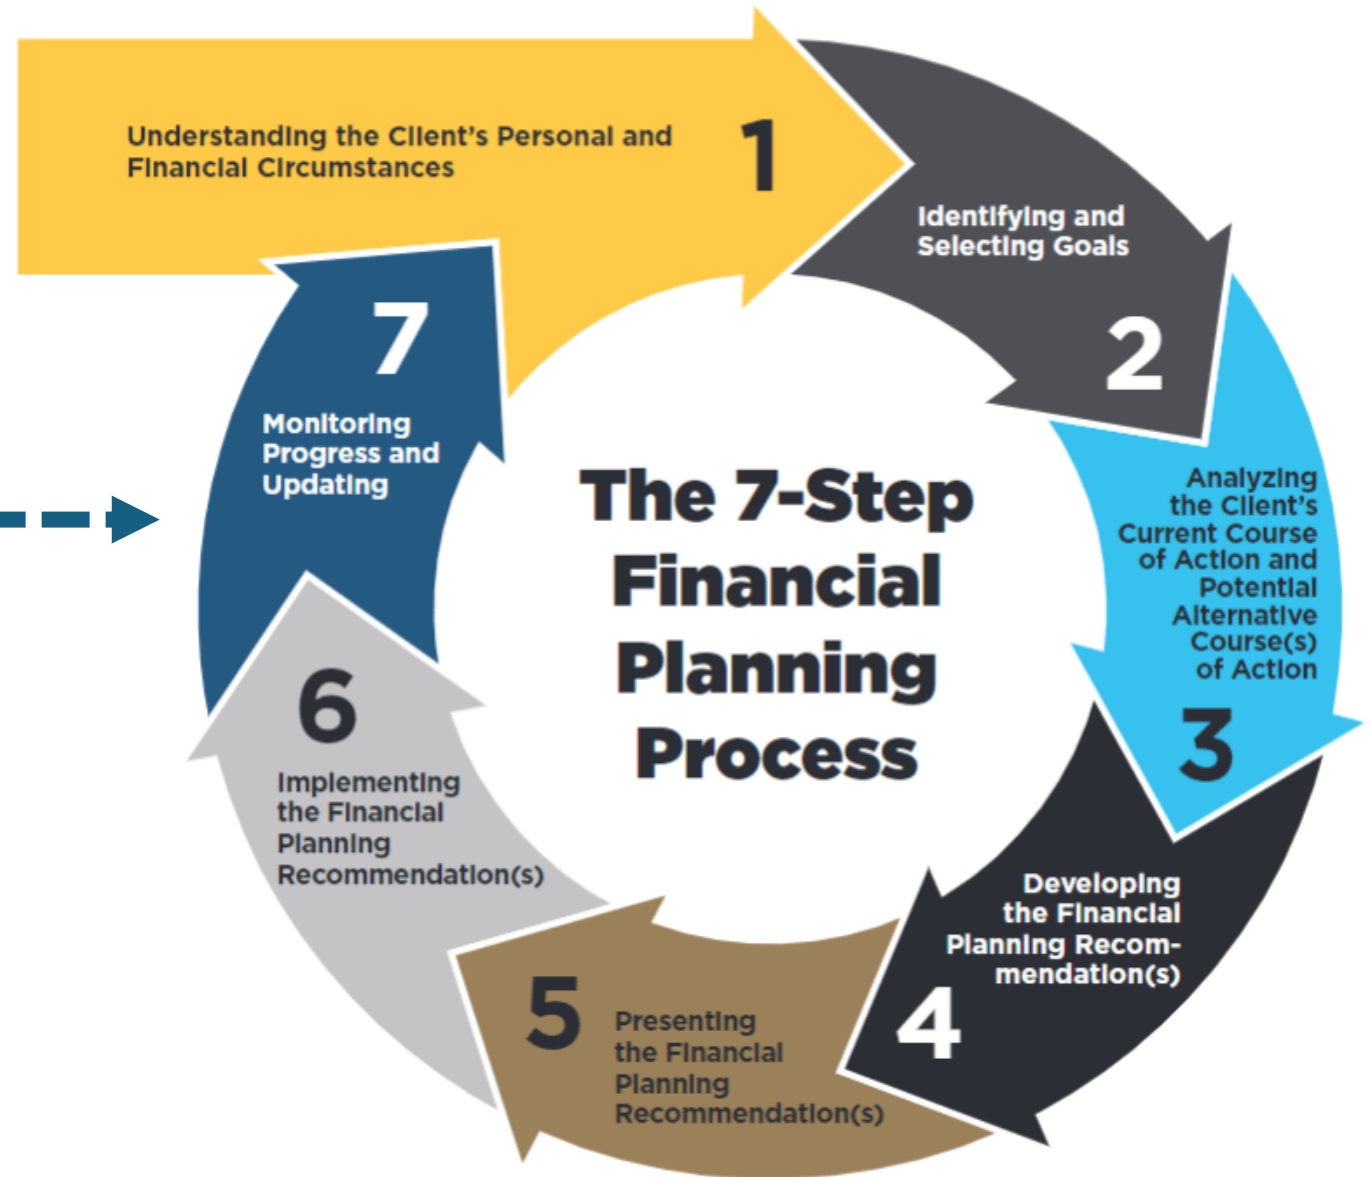 Understanding the Client's Personal and
Financial Circumstances
1
Identifying and
Selecting Goals
2
Analyzing
the Client's
Current Course
of Action and
Potential
Alternative
Course(s)
of Action
3
Developing
the Financial
Planning Recom-
mendation(s)
4
5
Presenting
the Financial
Planning
Recommendation(s)
6
Implementing
the Financial
Planning
Recommendation(s)
7
Monitoring
Progress and
Updating
The 7-Step
Financial
Planning
Process